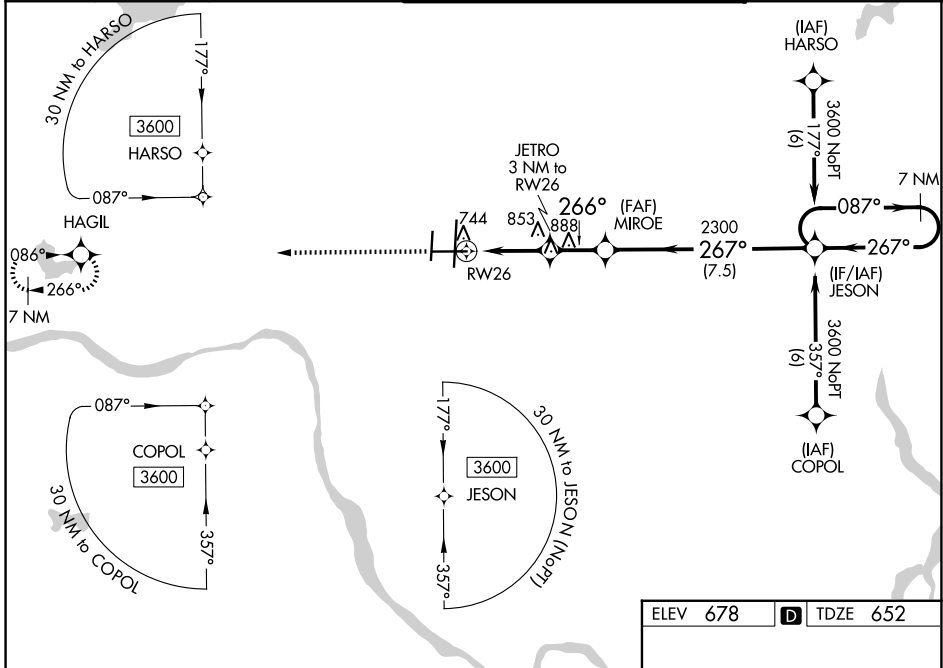 30 NM to HARSO
177°
3600
HARSO
087°
HAGIL
086°
266°
7 NM
744
RW26
JETRO
3 NM to
RW26
853
888
266°
(FAF)
MIROE
2300
267°
(7.5)
(IAF)
HARSO
3600 NoPT
177°
(6)
7 NM
087°
267°
(IF/IAF)
JESON
3600 NoPT
357°
(6)
(IAF)
COPOL
087°
COPOL
3600
357°
30 NM to COPOL
177°
3600
JESON
357°
30 NM to JESON (NoPT)
ELEV 678 D TDZE 652